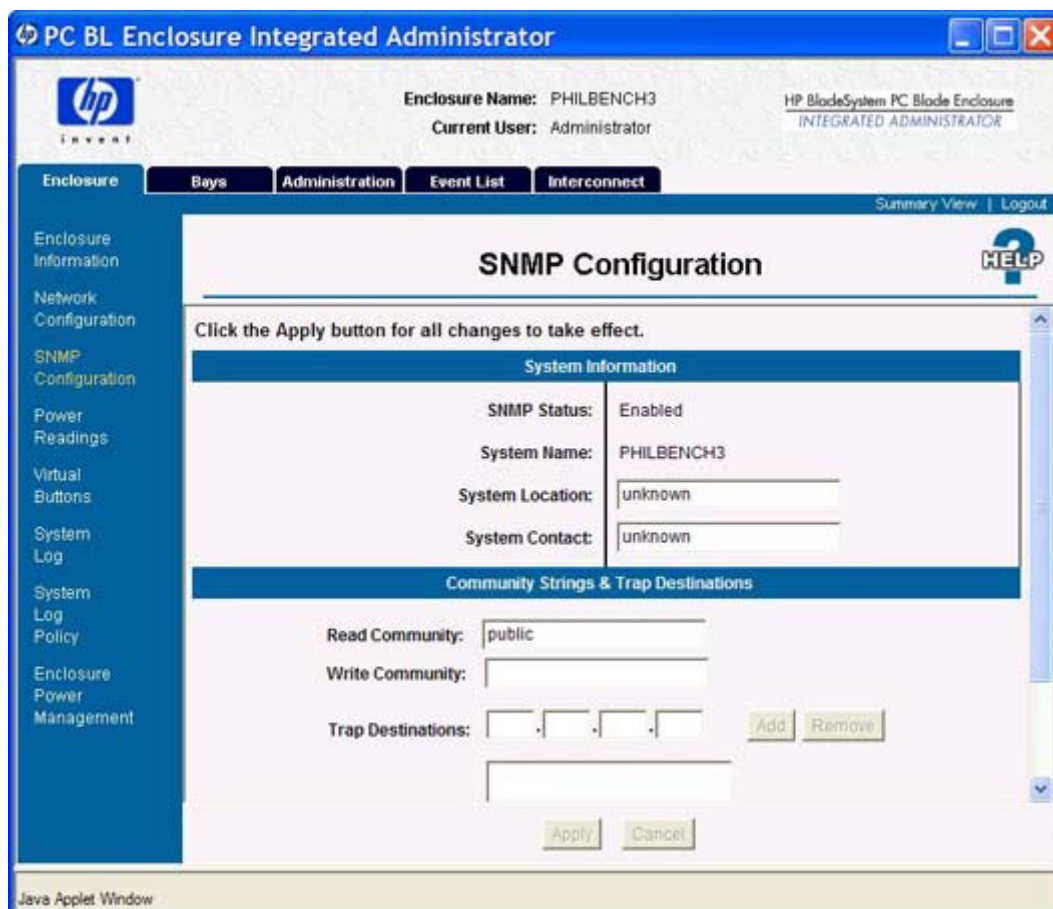 PC BL Enclosure Integrated Administrator
hp
invent
Enclosure Name: PHILBENCH3
Current User: Administrator
HP BladeSystem PC Blade Enclosure
INTEGRATED ADMINISTRATOR
Enclosure Bays Administration Event List Interconnect
Summary View | Logout
Enclosure
Information
Network
Configuration
SNMP
Configuration
Power
Readings
Virtual
Buttons
System
Log
System
Log
Policy
Enclosure
Power
Management
SNMP Configuration
HELP
Click the Apply button for all changes to take effect.
System Information
SNMP Status: Enabled
System Name: PHILBENCH3
System Location: unknown
System Contact: unknown
Community Strings & Trap Destinations
Read Community: public
Write Community:
Trap Destinations: . . . Add Remove
Apply Cancel
Java Applet Window